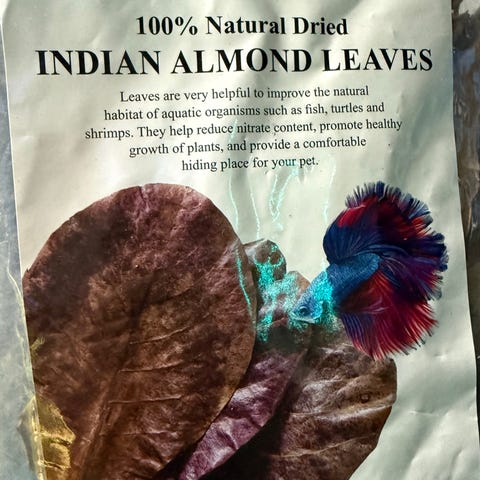 100% Natural Dried
INDIAN ALMOND LEAVES
Leaves are very helpful to improve the natural
habitat of aquatic organisms such as fish, turtles and
shrimps. They help reduce nitrate content, promote healthy
growth of plants, and provide a comfortable
hiding place for your pet.